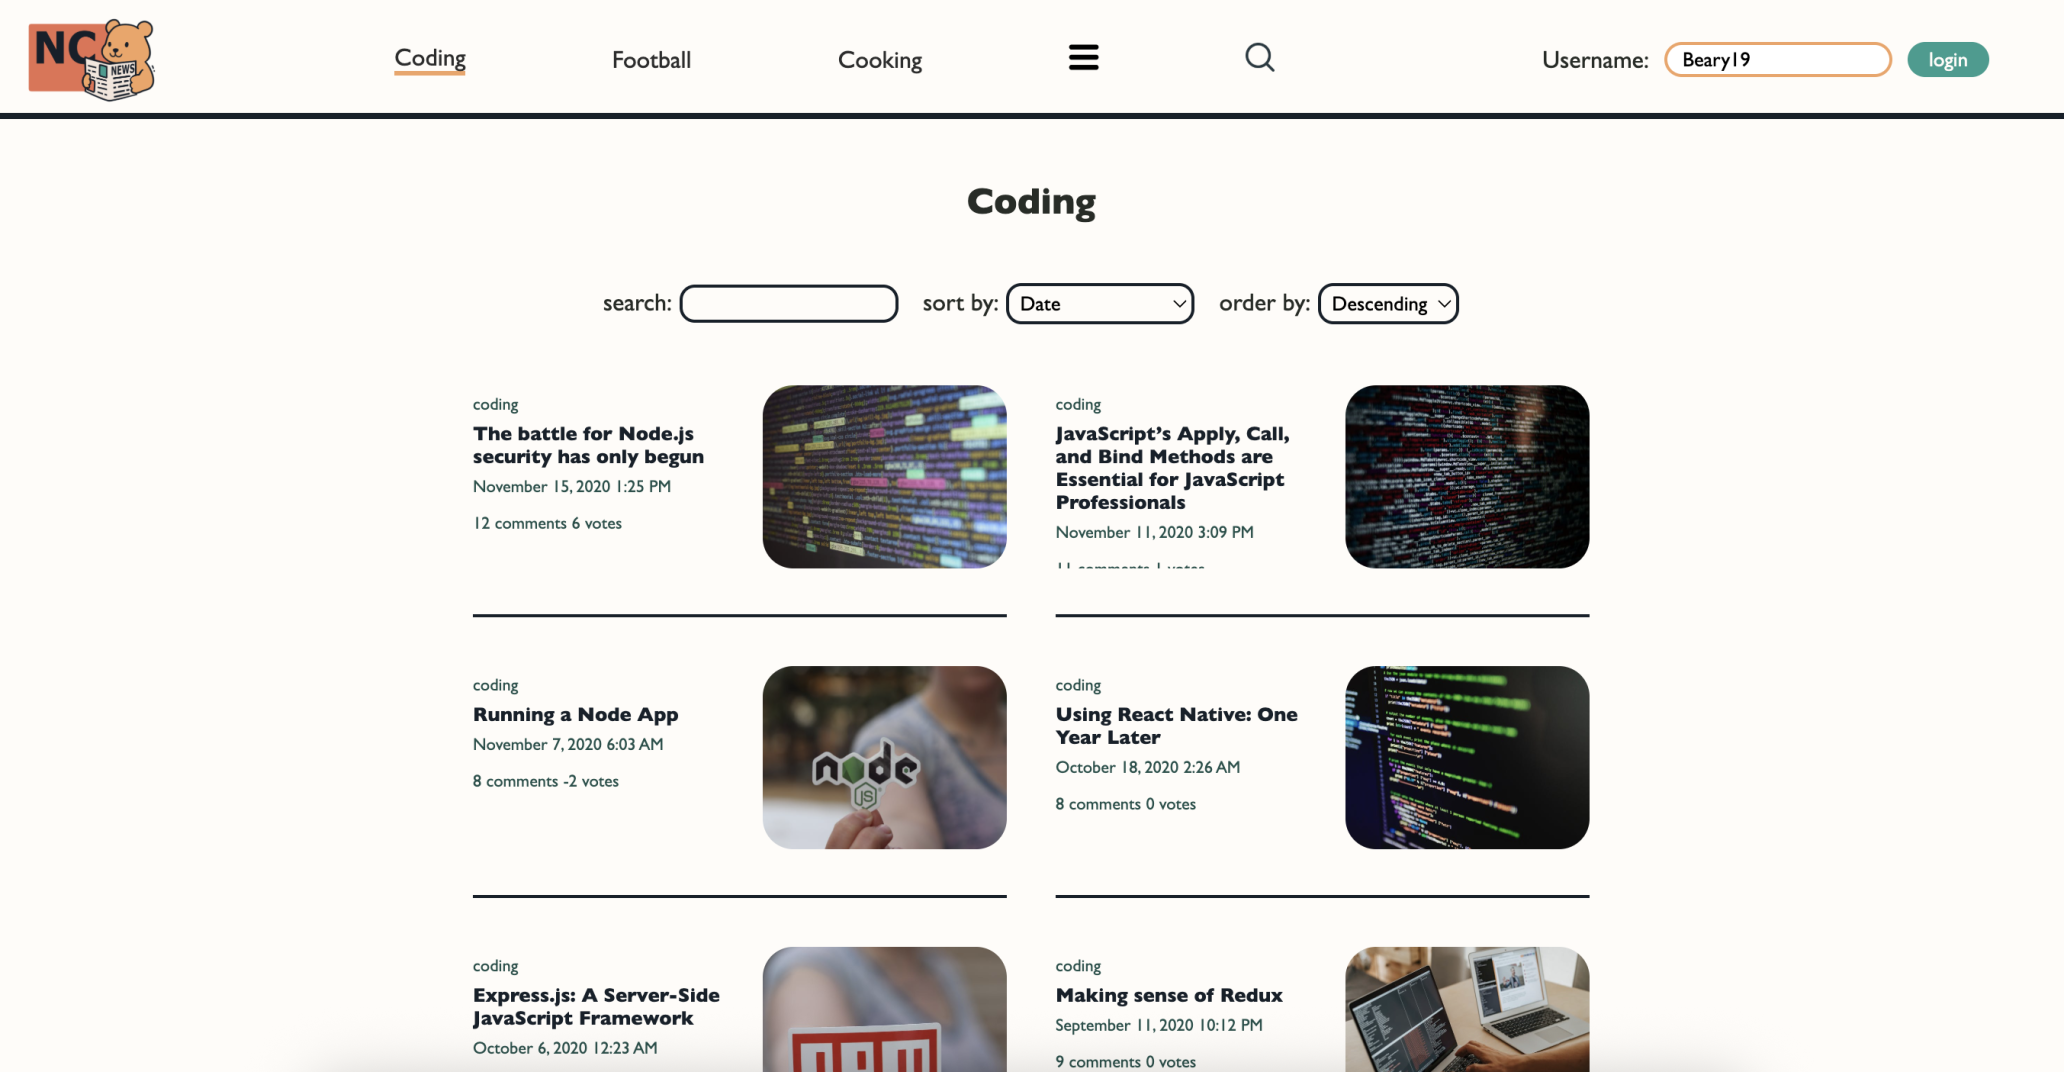 NC
NEWS
Coding
Football
Cooking
Username:
Beary19
login
Coding
search:
sort by: Date
order by: Descending
coding
The battle for Node.js
security has only begun
November 15, 2020 1:25 PM
12 comments 6 votes
coding
JavaScript’s Apply, Call,
and Bind Methods are
Essential for JavaScript
Professionals
November 11, 2020 3:09 PM
11 comments 1 votes
coding
Running a Node App
November 7, 2020 6:03 AM
8 comments -2 votes
node
JS
coding
Using React Native: One
Year Later
October 18, 2020 2:26 AM
8 comments 0 votes
coding
Express.js: A Server-Side
JavaScript Framework
October 6, 2020 12:23 AM
coding
Making sense of Redux
September 11, 2020 10:12 PM
9 comments 0 votes